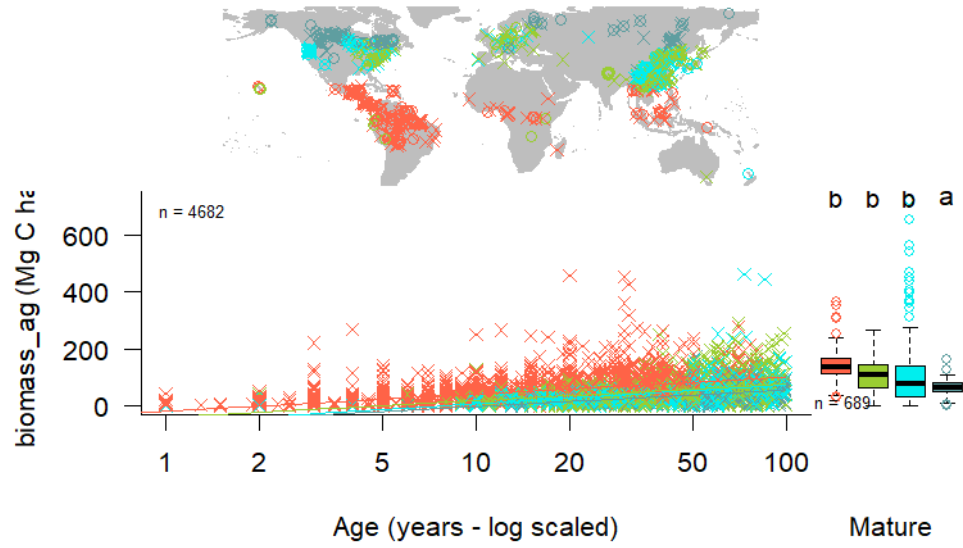 biomass_ag (Mg C ha
n = 4682
b b b a
600
400
200
0
n = 689
1 2 5 10 20 50 100
Age (years - log scaled)
Mature